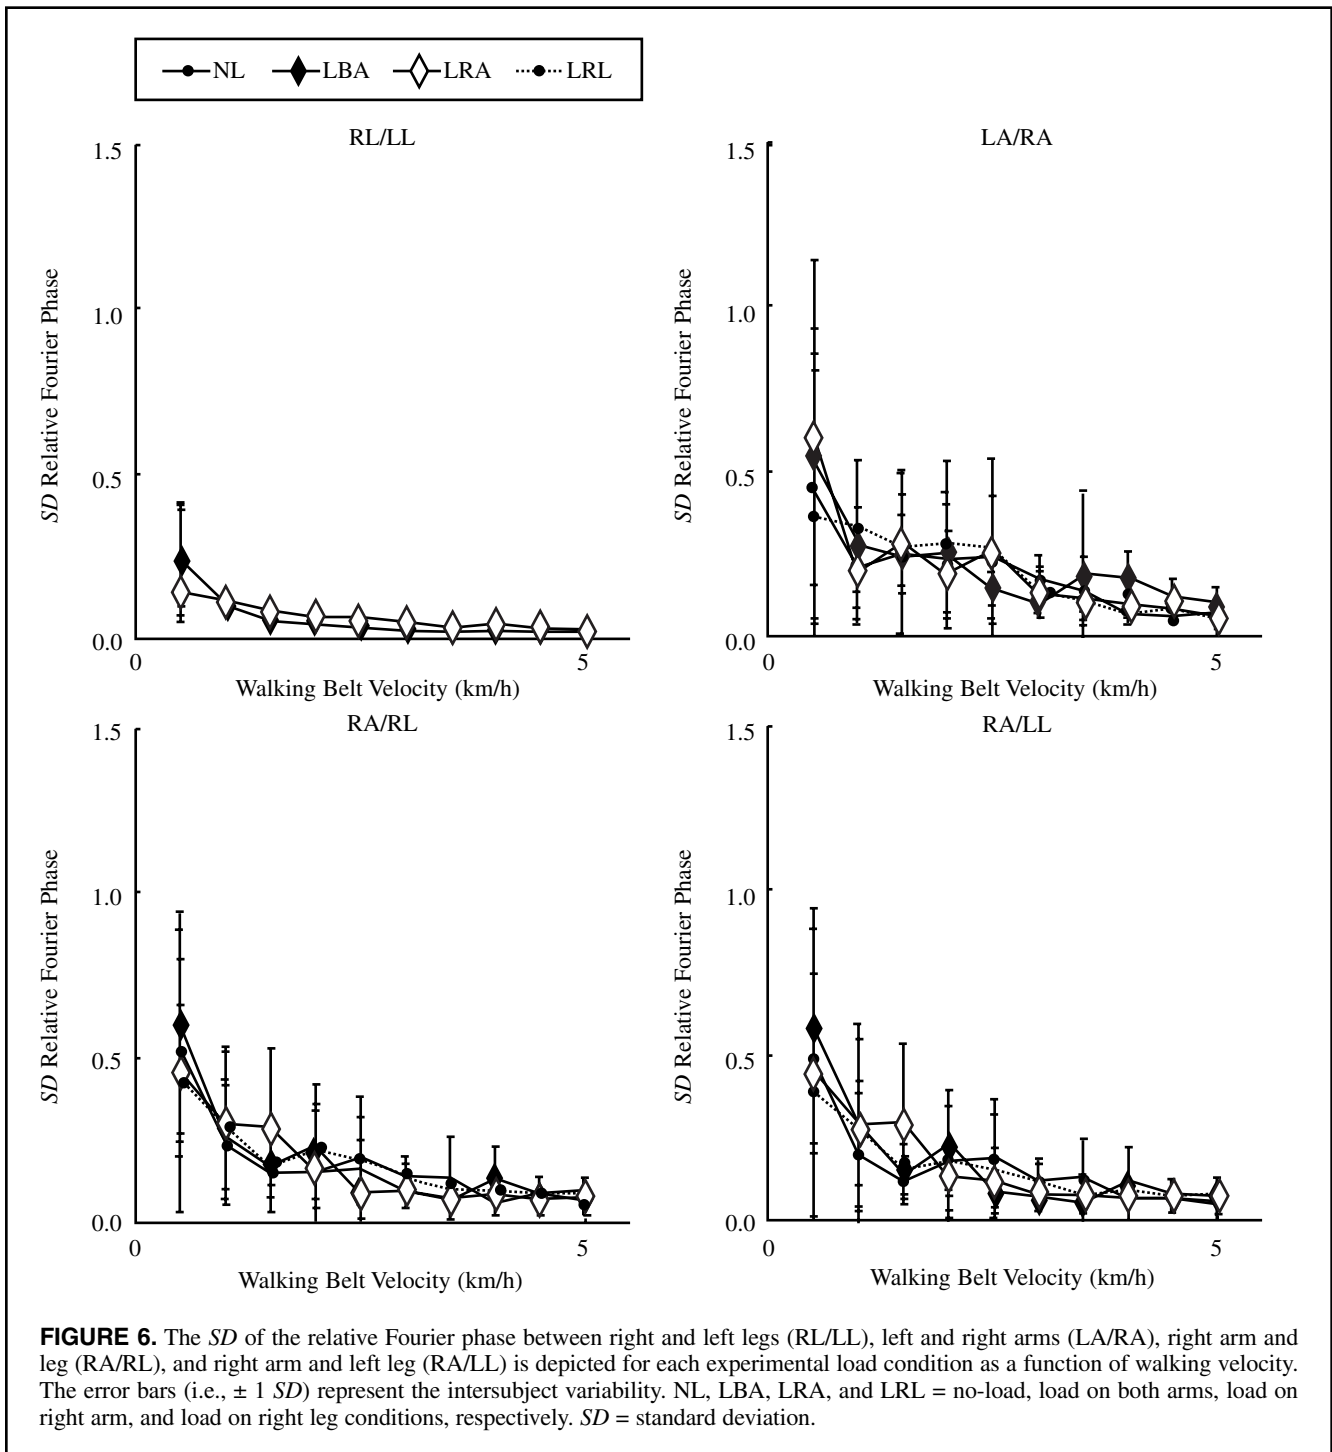 NL LBA LRA LRL
RL/LL
1.5
1.0
0.5
0.0
SD Relative Fourier Phase
0 5
Walking Belt Velocity (km/h)
LA/RA
1.5
1.0
0.5
0.0
SD Relative Fourier Phase
0 5
Walking Belt Velocity (km/h)
RA/RL
1.5
1.0
0.5
0.0
SD Relative Fourier Phase
0 5
Walking Belt Velocity (km/h)
RA/LL
1.5
1.0
0.5
0.0
SD Relative Fourier Phase
0 5
Walking Belt Velocity (km/h)
FIGURE 6. The SD of the relative Fourier phase between right and left legs (RL/LL), left and right arms (LA/RA), right arm and
leg (RA/RL), and right arm and left leg (RA/LL) is depicted for each experimental load condition as a function of walking velocity.
The error bars (i.e., ± 1 SD) represent the intersubject variability. NL, LBA, LRA, and LRL = no-load, load on both arms, load on
right arm, and load on right leg conditions, respectively. SD = standard deviation.